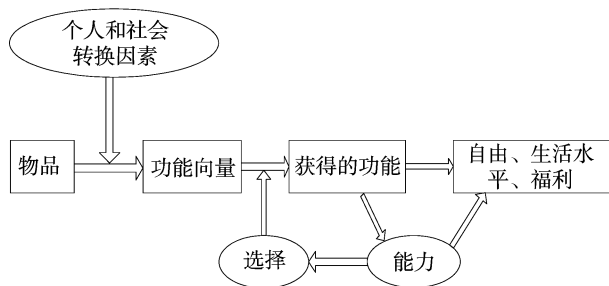 个人和社会
转换因素
物品
功能向量
获得的功能
自由、生活水
平、福利
选择
能力